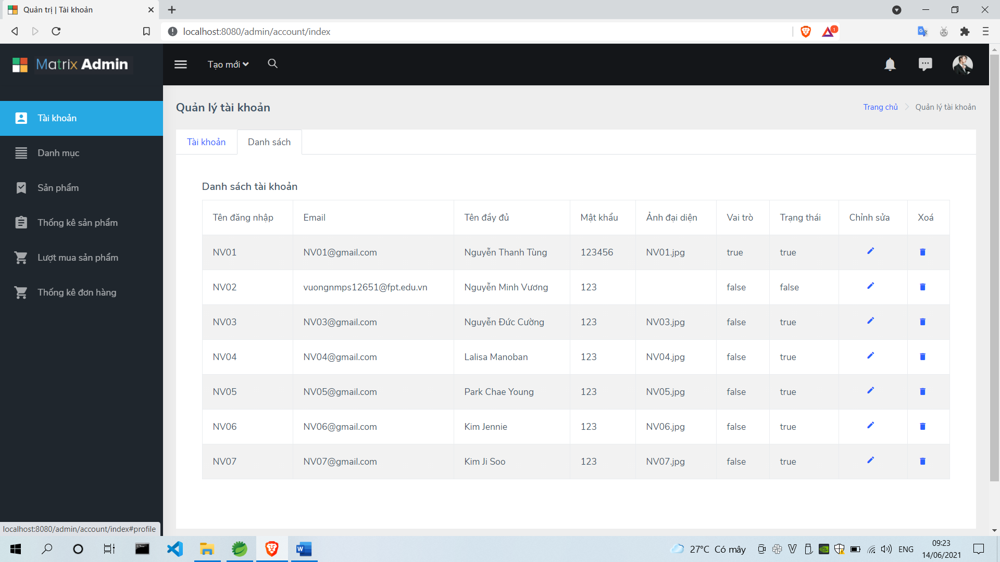 Quản trị | Tài khoản
localhost:8080/admin/account/index
1
Matrix Admin
Tạo mới
Tài khoản
Danh mục
Sản phẩm
Thống kê sản phẩm
Lượt mua sản phẩm
Thống kê đơn hàng
Quản lý tài khoản
Trang chủ Quản lý tài khoản
Tài khoản Danh sách
Danh sách tài khoản
Tên đăng nhập Email Tên đầy đủ Mật khẩu Ảnh đại diện Vai trò Trạng thái Chỉnh sửa Xoá
NV01 NV01@gmail.com Nguyễn Thanh Tùng 123456 NV01.jpg true true
NV02 vuongnmps12651@fpt.edu.vn Nguyễn Minh Vương 123 false false
NV03 NV03@gmail.com Nguyễn Đức Cường 123 NV03.jpg false true
NV04 NV04@gmail.com Lalisa Manoban 123 NV04.jpg false true
NV05 NV05@gmail.com Park Chae Young 123 NV05.jpg false true
NV06 NV06@gmail.com Kim Jennie 123 NV06.jpg false true
NV07 NV07@gmail.com Kim Ji Soo 123 NV07.jpg false true
localhost:8080/admin/account/index#profile
27°C Có mây
ENG
09:23
14/06/2021